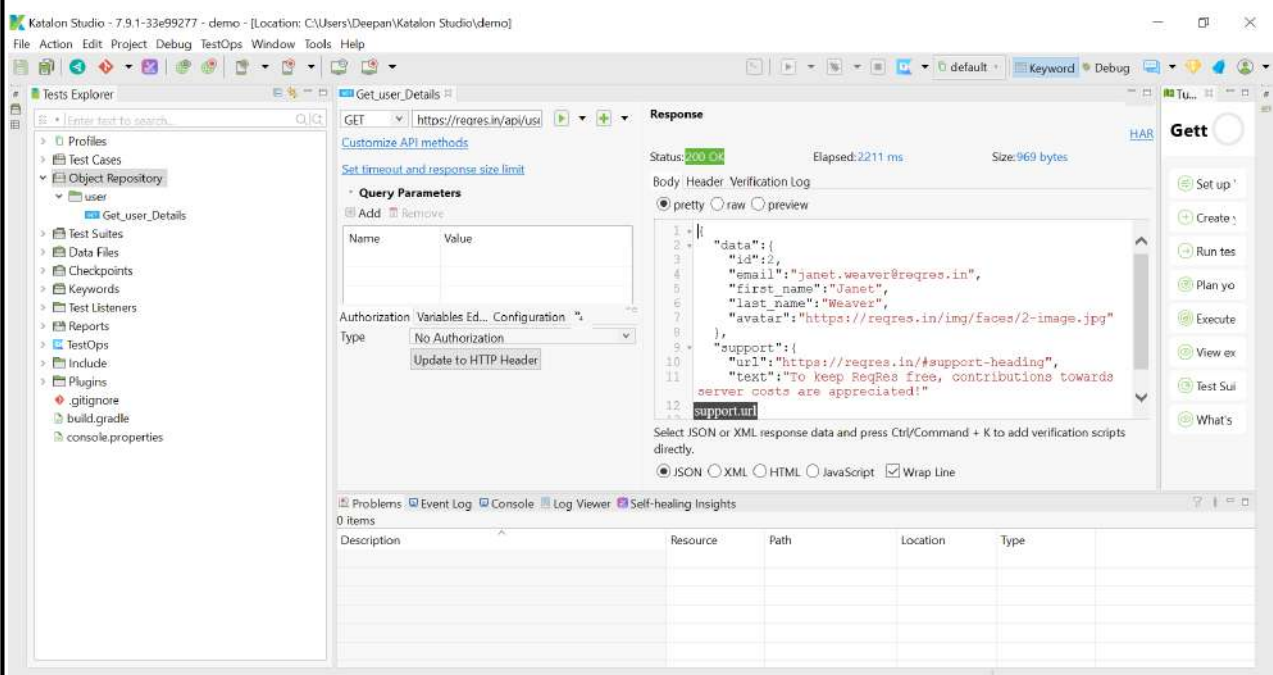 Katalon Studio - 7.9.1-33e99277 - demo - [Location: C:\Users\Deepan\Katalon Studio\demo]
File Action Edit Project Debug TestOps Window Tools Help
default
Keyword
Debug
Tests Explorer
Enter text to search...
Profiles
Test Cases
Object Repository
user
Get_user_Details
Test Suites
Data Files
Checkpoints
Keywords
Test Listeners
Reports
TestOps
Include
Plugins
.gitignore
build.gradle
console.properties
Get_user_Details
GET https://reqres.in/api/use
Customize API methods
Set timeout and response size limit
Query Parameters
Add Remove
Name Value
Authorization Variables Ed... Configuration
Type No Authorization
Update to HTTP Header
Response
HAR
Status: 200 OK Elapsed: 2211 ms Size: 969 bytes
Body Header Verification Log
pretty raw preview
1 {
2 "data":{
3 "id":2,
4 "email":"janet.weaver@reqres.in",
5 "first_name":"Janet",
6 "last_name":"Weaver",
7 "avatar":"https://reqres.in/img/faces/2-image.jpg"
8 },
9 "support":{
10 "url":"https://reqres.in/#support-heading",
11 "text":"To keep ReqRes free, contributions towards
server costs are appreciated!"
12
support.url
Select JSON or XML response data and press Ctrl/Command + K to add verification scripts
directly.
JSON XML HTML JavaScript Wrap Line
Tu...
Gett
Set up
Create
Run tes
Plan yo
Execute
View ex
Test Sui
What's
Problems Event Log Console Log Viewer Self-healing Insights
0 items
Description Resource Path Location Type